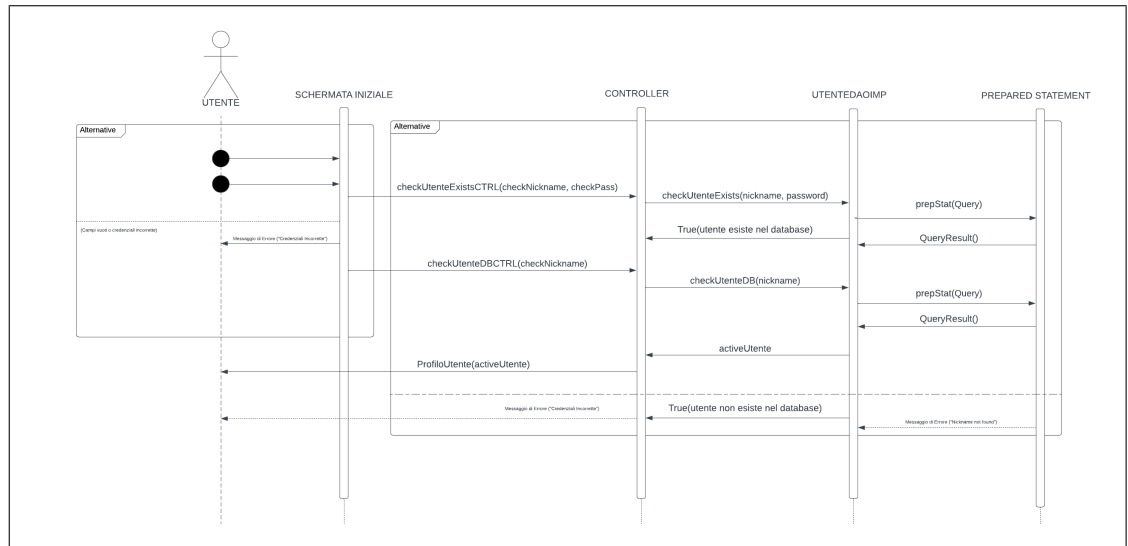 UTENTE
SCHERMATA INIZIALE
CONTROLLER
UTENTEDAOIMP
PREPARED STATEMENT
Alternative
Alternative
checkUtenteExistsCTRL(checkNickname, checkPass)
checkUtenteExists(nickname, password)
prepStat(Query)
(Campi vuoti o credenziali Incorrette)
True(utente esiste nel database)
Messaggio di Errore ("Credenziali Incorrette")
QueryResult()
checkUtenteDBCTRL(checkNickname)
checkUtenteDB(nickname)
prepStat(Query)
QueryResult()
activeUtente
ProfiloUtente(activeUtente)
Messaggio di Errore ("Credenziali Incorrette")
True(utente non esiste nel database)
Messaggio di Errore ("Nickname not found")